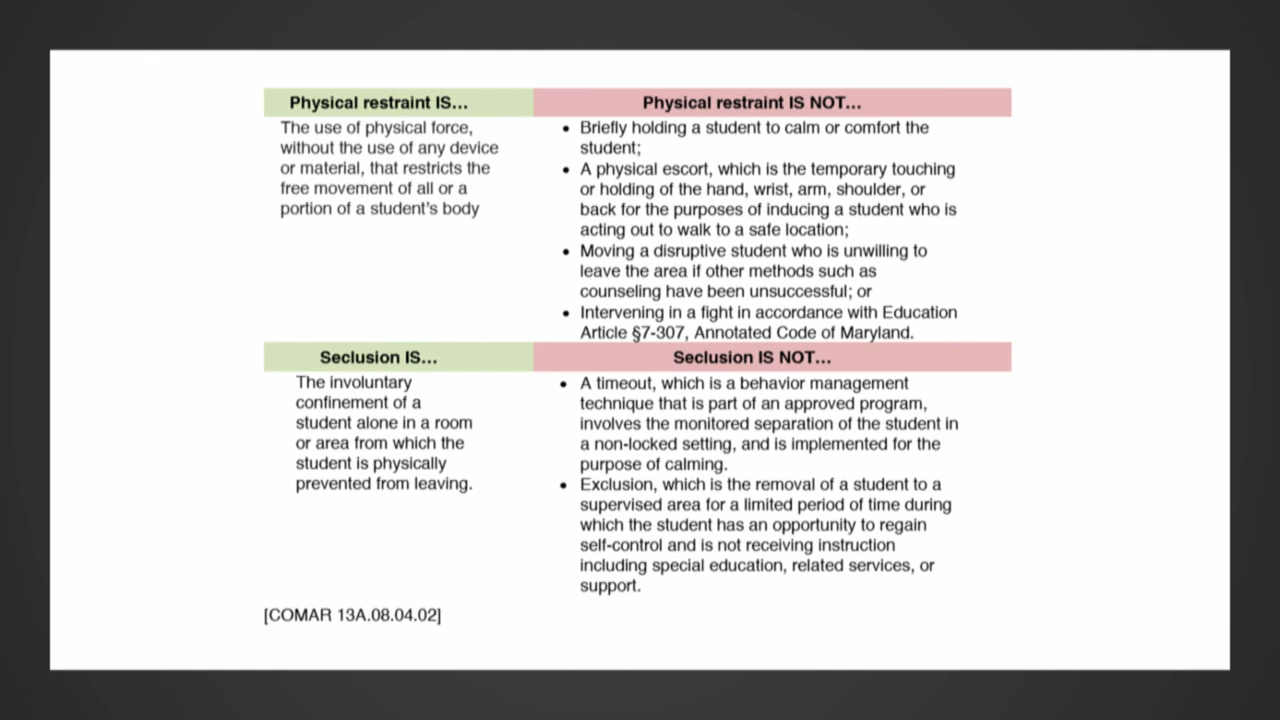 Physical restraint IS…
Physical restraint IS NOT…
The use of physical force,
without the use of any device
or material, that restricts the
free movement of all or a
portion of a student's body
• Briefly holding a student to calm or comfort the
student;
• A physical escort, which is the temporary touching
or holding of the hand, wrist, arm, shoulder, or
back for the purposes of inducing a student who is
acting out to walk to a safe location;
• Moving a disruptive student who is unwilling to
leave the area if other methods such as
counseling have been unsuccessful; or
• Intervening in a fight in accordance with Education
Article §7-307, Annotated Code of Maryland.
Seclusion IS…
Seclusion IS NOT…
The involuntary
confinement of a
student alone in a room
or area from which the
student is physically
prevented from leaving.
• A timeout, which is a behavior management
technique that is part of an approved program,
involves the monitored separation of the student in
a non-locked setting, and is implemented for the
purpose of calming.
• Exclusion, which is the removal of a student to a
supervised area for a limited period of time during
which the student has an opportunity to regain
self-control and is not receiving instruction
including special education, related services, or
support.
[COMAR 13A.08.04.02]